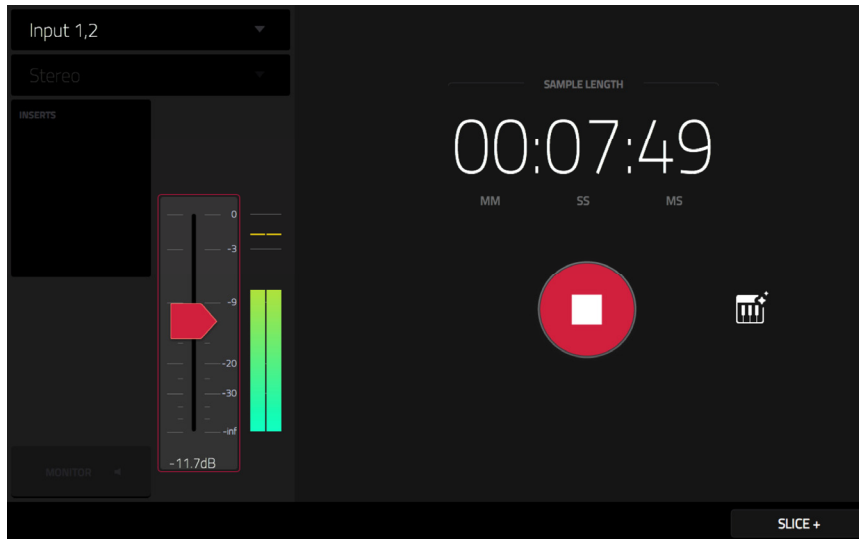 Input 1,2
Stereo
INSERTS
0
-3
-9
-20
-30
-inf
-11.7dB
MONITOR
SAMPLE LENGTH
00:07:49
MM SS MS
SLICE +